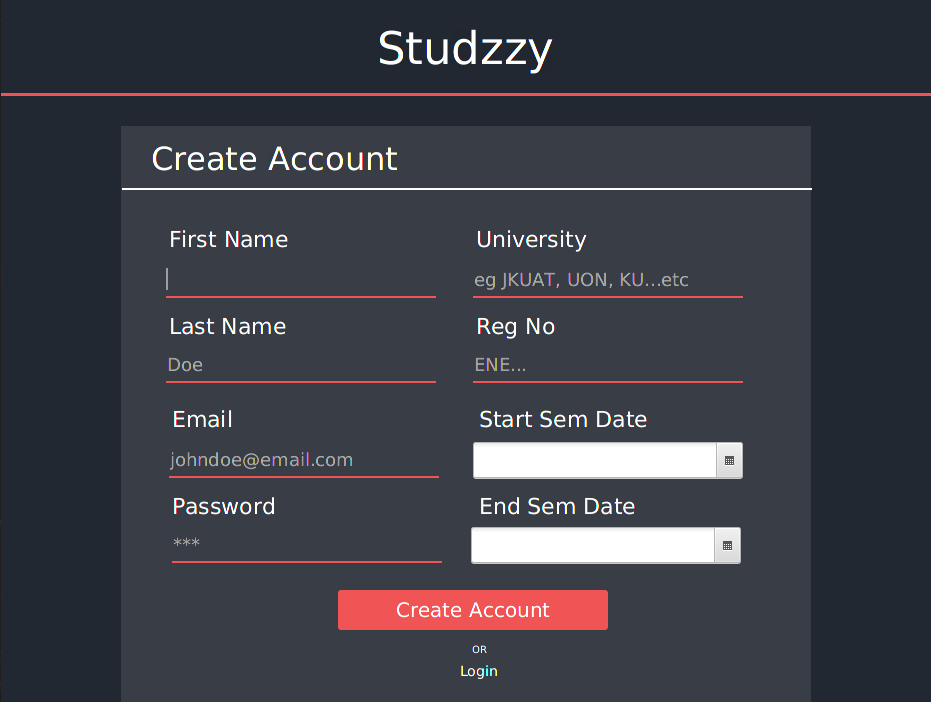 Studzzy
Create Account
First Name
University
eg JKUAT, UON, KU...etc
Last Name
Reg No
Doe
ENE...
Email
Start Sem Date
johndoe@email.com
Password
End Sem Date
***
Create Account
OR
Login